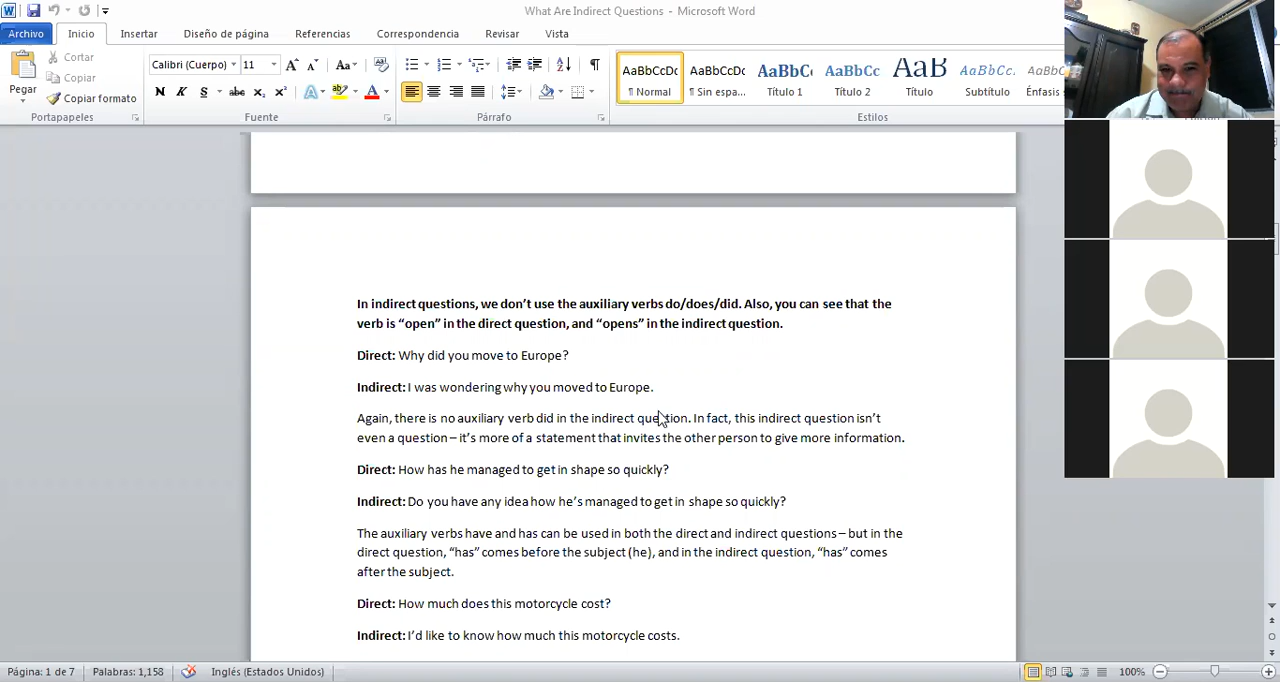 What Are Indirect Questions - Microsoft Word
Archivo Inicio Insertar Diseño de página Referencias Correspondencia Revisar Vista
Pegar
Cortar
Copiar
Copiar formato
Portapapeles
Calibri (Cuerpo) 11
Fuente
Párrafo
AaBbCcDc AaBbCcDc AaBbC AaBbCc AaB AaBbCc. AaBbCc
¶ Normal ¶ Sin espa... Título 1 Título 2 Título Subtítulo Énfasis
Estilos
In indirect questions, we don’t use the auxiliary verbs do/does/did. Also, you can see that the
verb is “open” in the direct question, and “opens” in the indirect question.
Direct: Why did you move to Europe?
Indirect: I was wondering why you moved to Europe.
Again, there is no auxiliary verb did in the indirect question. In fact, this indirect question isn’t
even a question – it’s more of a statement that invites the other person to give more information.
Direct: How has he managed to get in shape so quickly?
Indirect: Do you have any idea how he’s managed to get in shape so quickly?
The auxiliary verbs have and has can be used in both the direct and indirect questions – but in the
direct question, “has” comes before the subject (he), and in the indirect question, “has” comes
after the subject.
Direct: How much does this motorcycle cost?
Indirect: I’d like to know how much this motorcycle costs.
Página: 1 de 7 Palabras: 1,158 Inglés (Estados Unidos) 100%